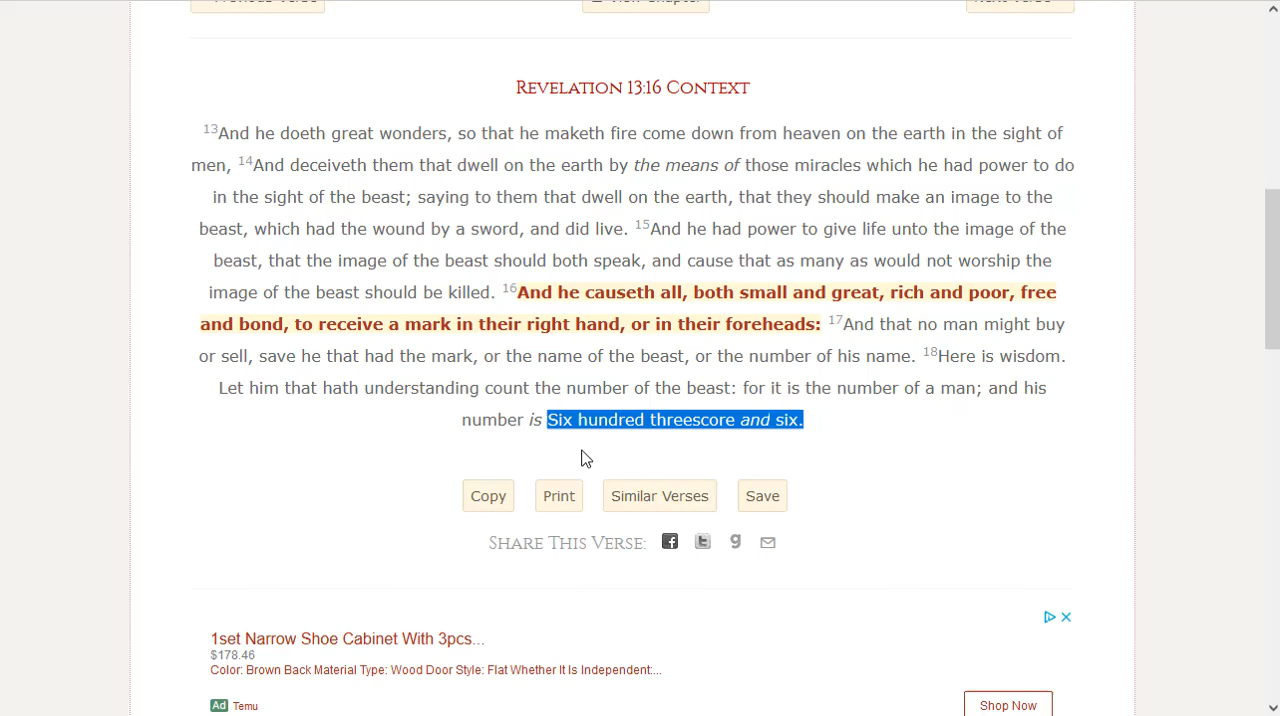 Previous Verse
View Chapter
Next Verse
Revelation 13:16 Context
13And he doeth great wonders, so that he maketh fire come down from heaven on the earth in the sight of
men, 14And deceiveth them that dwell on the earth by the means of those miracles which he had power to do
in the sight of the beast; saying to them that dwell on the earth, that they should make an image to the
beast, which had the wound by a sword, and did live. 15And he had power to give life unto the image of the
beast, that the image of the beast should both speak, and cause that as many as would not worship the
image of the beast should be killed. 16And he causeth all, both small and great, rich and poor, free
and bond, to receive a mark in their right hand, or in their foreheads: 17And that no man might buy
or sell, save he that had the mark, or the name of the beast, or the number of his name. 18Here is wisdom.
Let him that hath understanding count the number of the beast: for it is the number of a man; and his
number is Six hundred threescore and six.
Copy
Print
Similar Verses
Save
Share This Verse:
1set Narrow Shoe Cabinet With 3pcs...
$178.46
Color: Brown Back Material Type: Wood Door Style: Flat Whether It Is Independent:...
Ad Temu
Shop Now